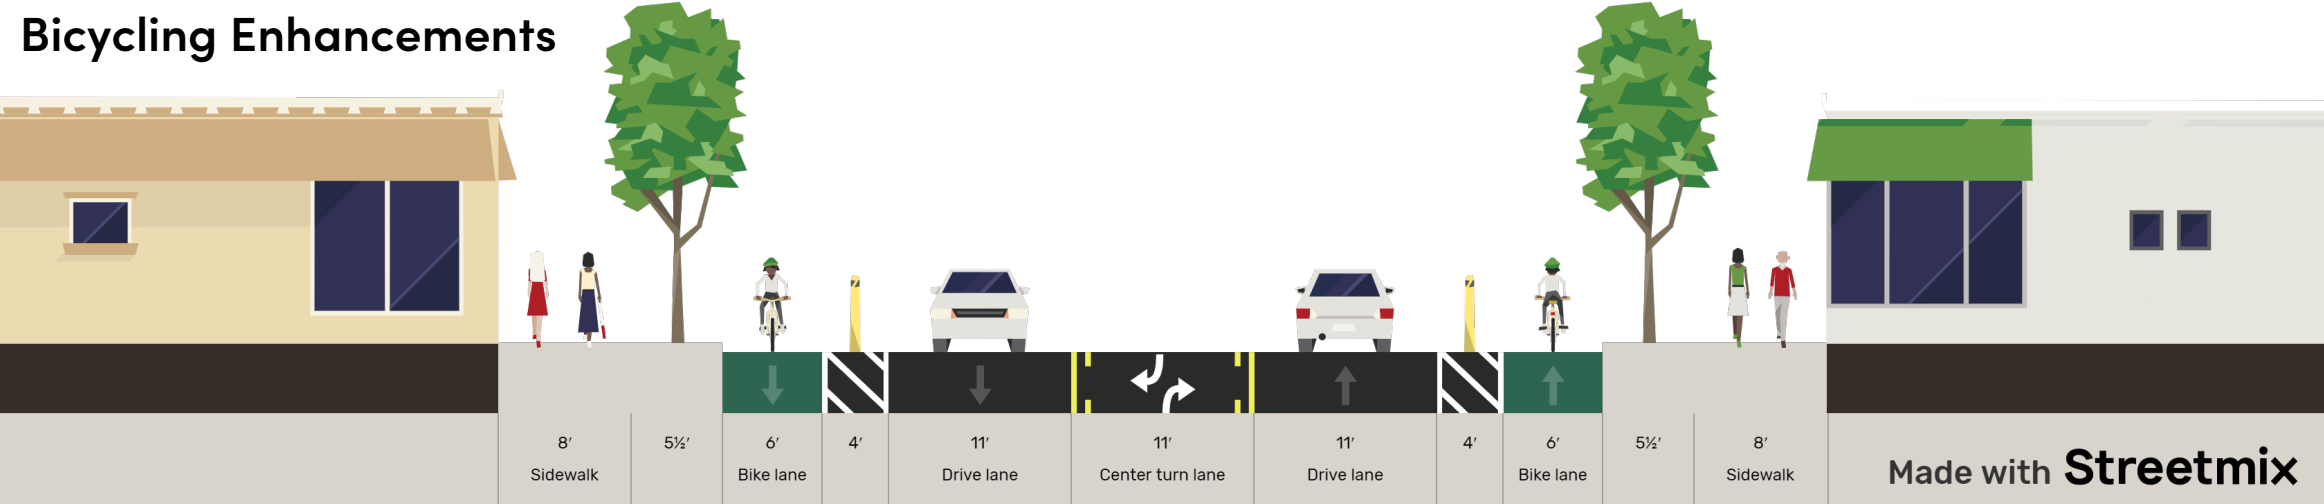 Bicycling Enhancements
8′ 5½′ 6′ 4′ 11′ 11′ 11′ 4′ 6′ 5½′ 8′
Sidewalk Bike lane Drive lane Center turn lane Drive lane Bike lane Sidewalk
Made with Streetmix